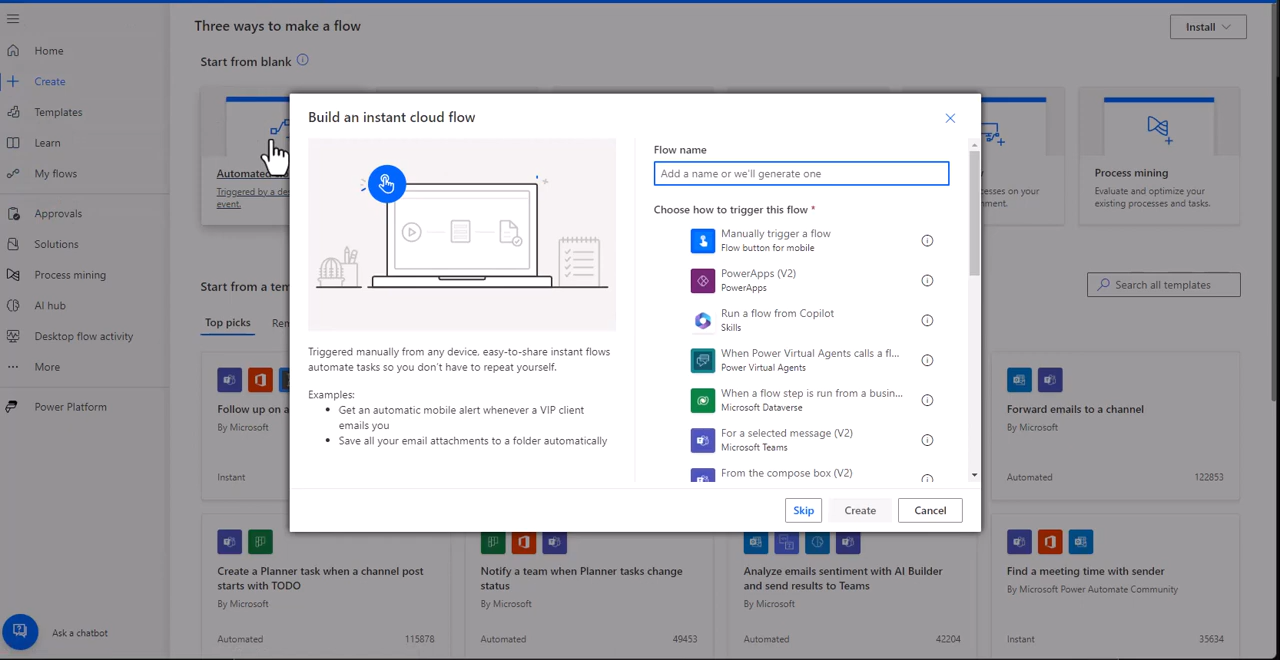 Three ways to make a flow
Install
Home
Start from blank
Create
Templates
Learn
My flows
Approvals
Solutions
Process mining
AI hub
Desktop flow activity
More
Power Platform
Ask a chatbot
Triggered by a
event.
Process mining
Evaluate and optimize your
existing processes and tasks.
Start from a
Search all templates
Top picks
Build an instant cloud flow
Triggered manually from any device, easy-to-share instant flows
automate tasks so you don't have to repeat yourself.
Examples:
• Get an automatic mobile alert whenever a VIP client
emails you
• Save all your email attachments to a folder automatically
Flow name
Add a name or we'll generate one
Choose how to trigger this flow *
Manually trigger a flow
Flow button for mobile
PowerApps (V2)
PowerApps
Run a flow from Copilot
Skills
When Power Virtual Agents calls a fl...
Power Virtual Agents
When a flow step is run from a busin...
Microsoft Dataverse
For a selected message (V2)
Microsoft Teams
From the compose box (V2)
Skip
Create
Cancel
Follow up on a
By Microsoft
Instant
Forward emails to a channel
By Microsoft
Automated
122853
Create a Planner task when a channel post
starts with TODO
By Microsoft
Automated
115878
Notify a team when Planner tasks change
status
By Microsoft
Automated
49453
Analyze emails sentiment with AI Builder
and send results to Teams
By Microsoft
Automated
42204
Find a meeting time with sender
By Microsoft Power Automate Community
Instant
35634